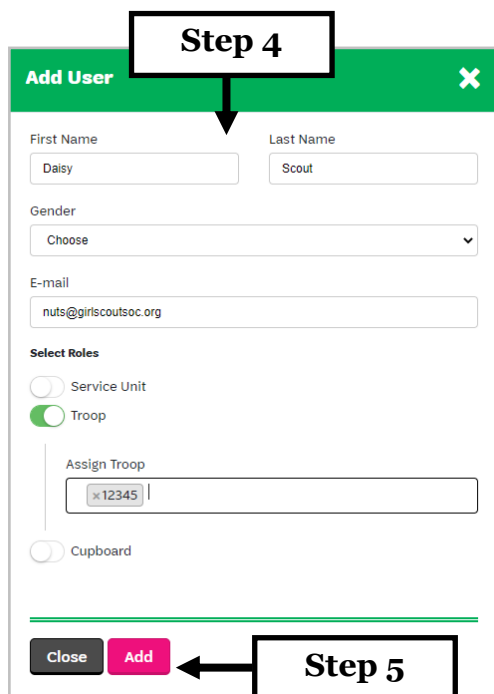 Step 4
Add User
First Name Last Name
Daisy Scout
Gender
Choose
E-mail
nuts@girlscoutsoc.org
Select Roles
Service Unit
Troop
Assign Troop
×12345
Cupboard
Close Add
Step 5